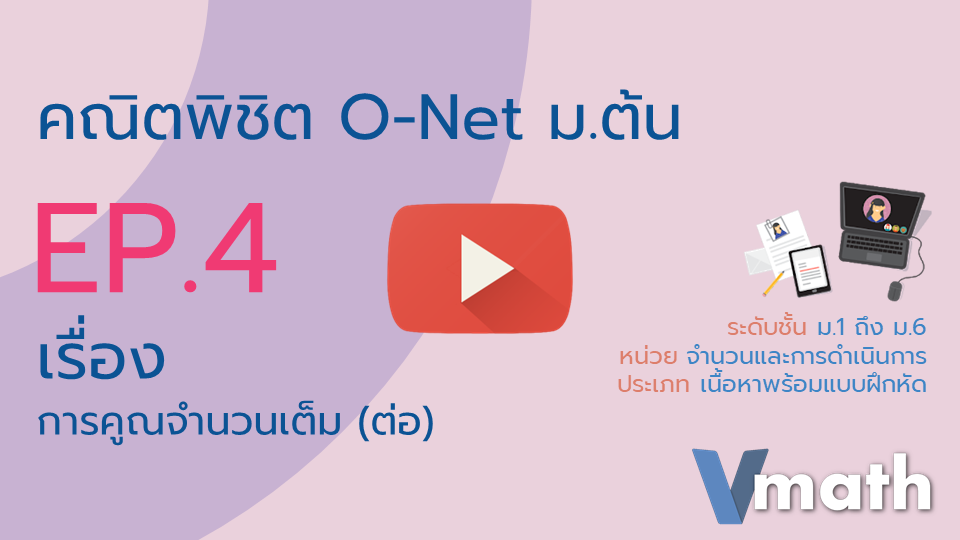 คณิตพิชิต O-Net ม.ต้น
EP.4
เรื่อง
การคูณจำนวนเต็ม (ต่อ)
ระดับชั้น ม.1 ถึง ม.6
หน่วย จำนวนและการดำเนินการ
ประเภท เนื้อหาพร้อมแบบฝึกหัด
Vmath